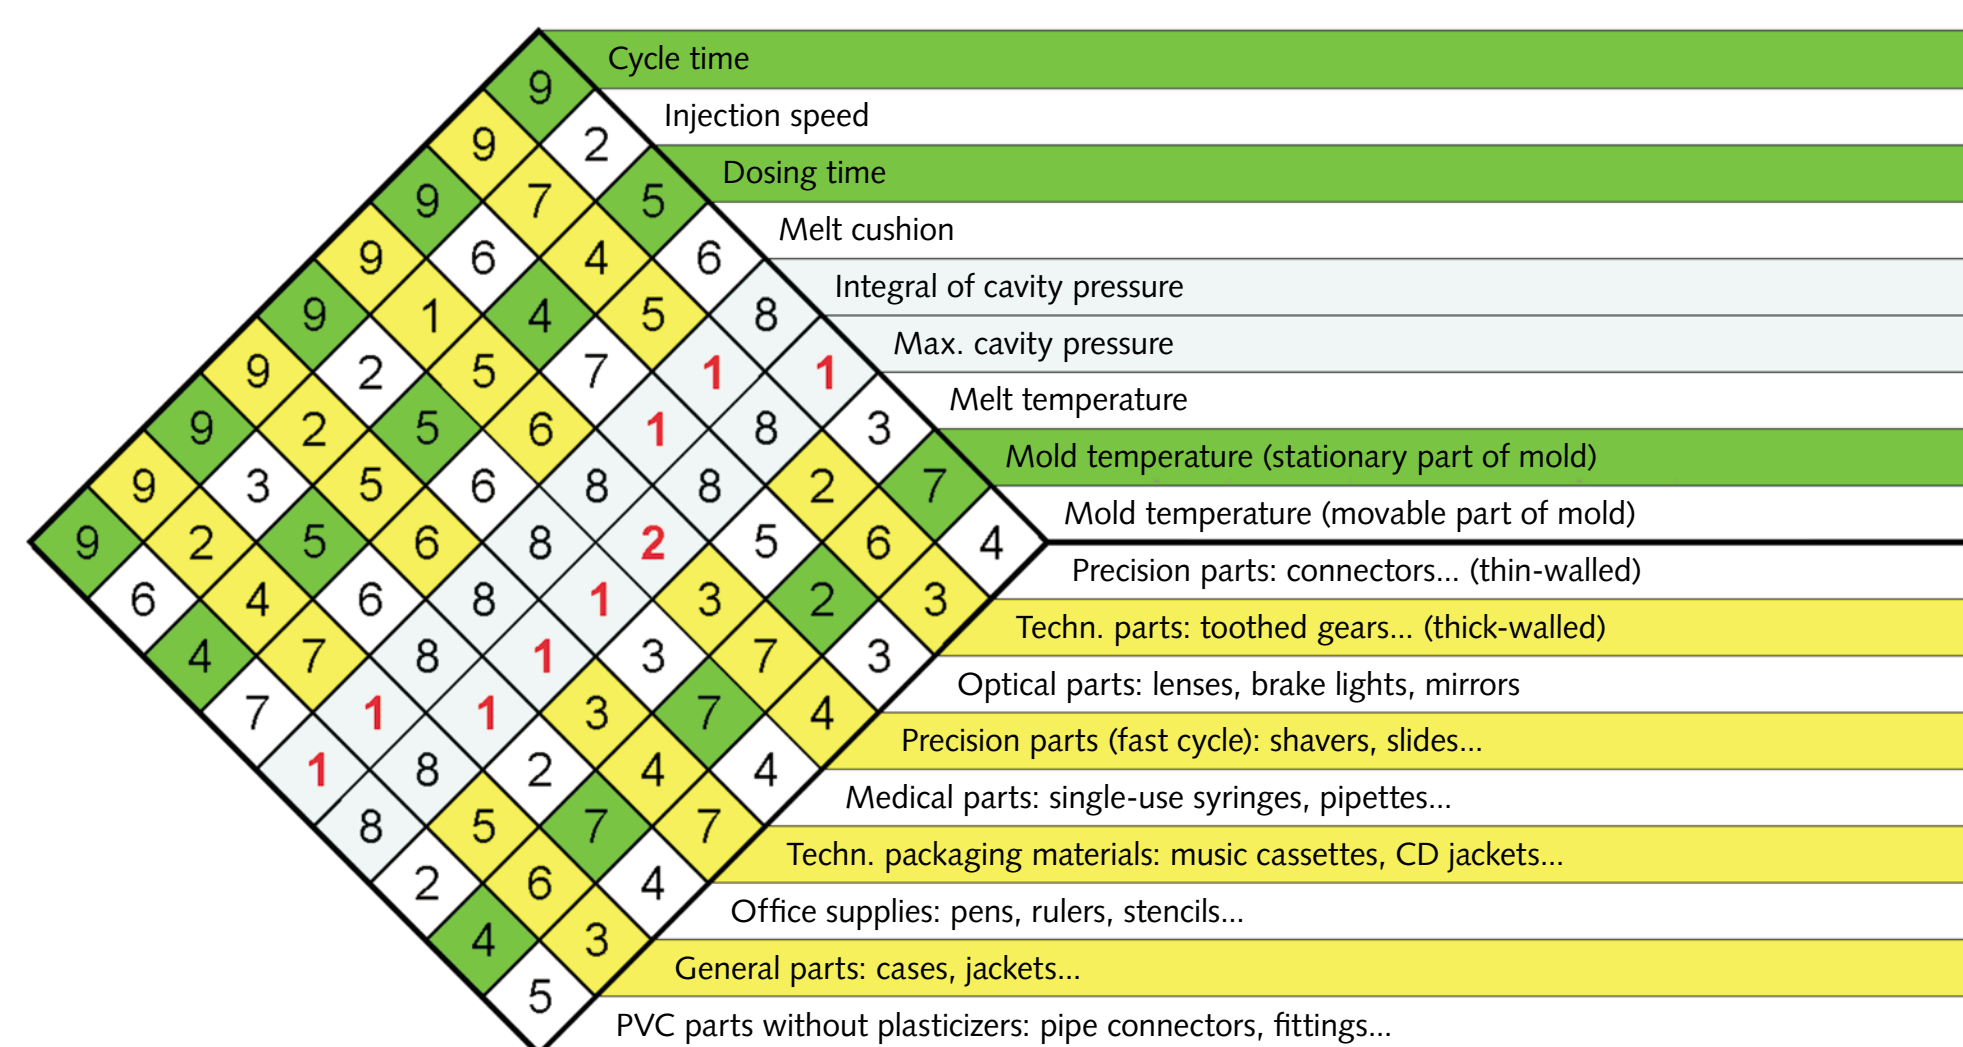 Cycle time
9
Injection speed
9 2
Dosing time
9 7 5
Melt cushion
9 6 4 6
Integral of cavity pressure
9 1 4 5 8
Max. cavity pressure
9 2 5 7 1 1
Melt temperature
9 2 5 6 1 8 3
Mold temperature (stationary part of mold)
9 3 5 6 8 8 2 7
Mold temperature (movable part of mold)
9 2 5 6 8 2 5 6 4
Precision parts: connectors... (thin-walled)
6 4 6 8 1 3 2 3
Techn. parts: toothed gears... (thick-walled)
4 7 8 1 3 7 3
Optical parts: lenses, brake lights, mirrors
7 1 1 3 7 4
Precision parts (fast cycle): shavers, slides...
1 8 2 4 4
Medical parts: single-use syringes, pipettes...
8 5 7 7
Techn. packaging materials: music cassettes, CD jackets...
2 6 4
Office supplies: pens, rulers, stencils...
4 3
General parts: cases, jackets...
5
PVC parts without plasticizers: pipe connectors, fittings...